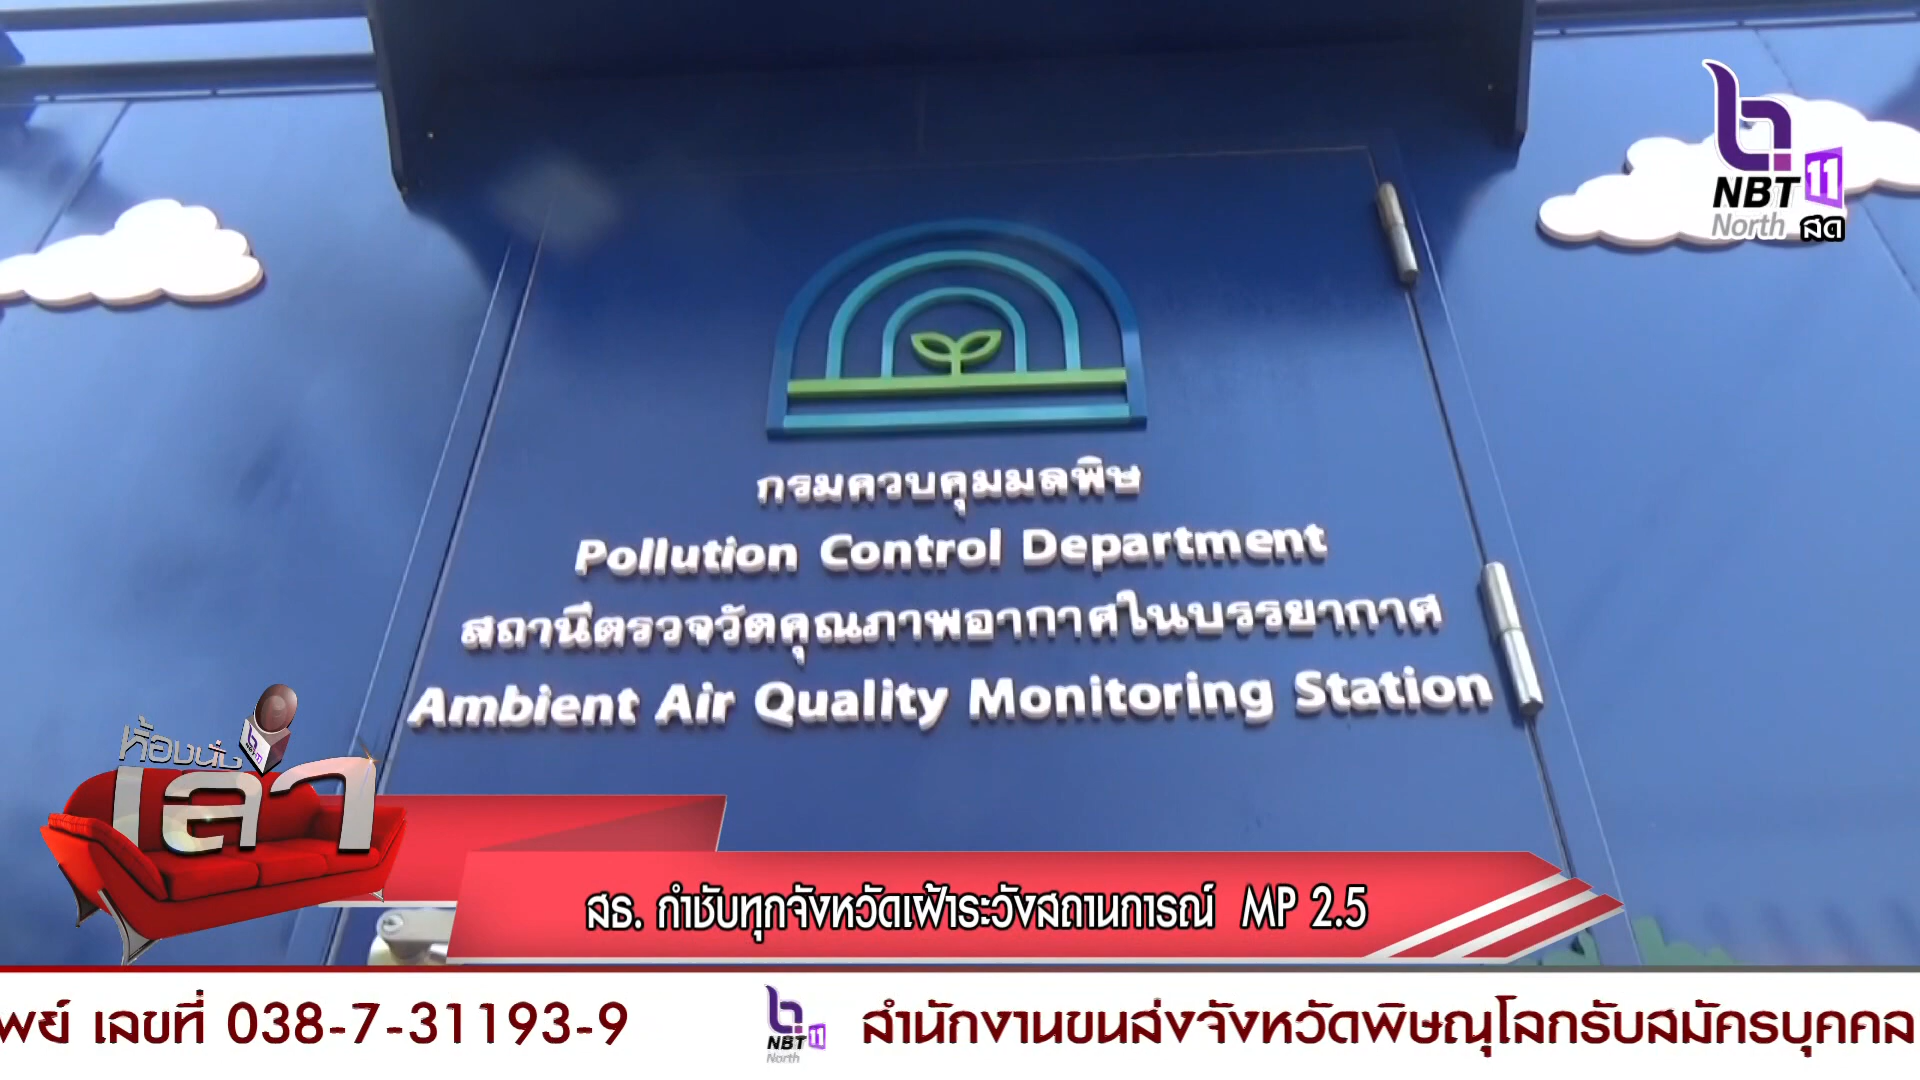 NBT 11
North สด
กรมควบคุมมลพิษ
Pollution Control Department
สถานีตรวจวัดคุณภาพอากาศในบรรยากาศ
Ambient Air Quality Monitoring Station
ห้องนั่ง
NBT 11
เล่า
สธ. กำชับทุกจังหวัดเฝ้าระวังสถานการณ์ MP 2.5
พย์ เลขที่ 038-7-31193-9
NBT 11
North
สำนักงานขนส่งจังหวัดพิษณุโลกรับสมัครบุคคล